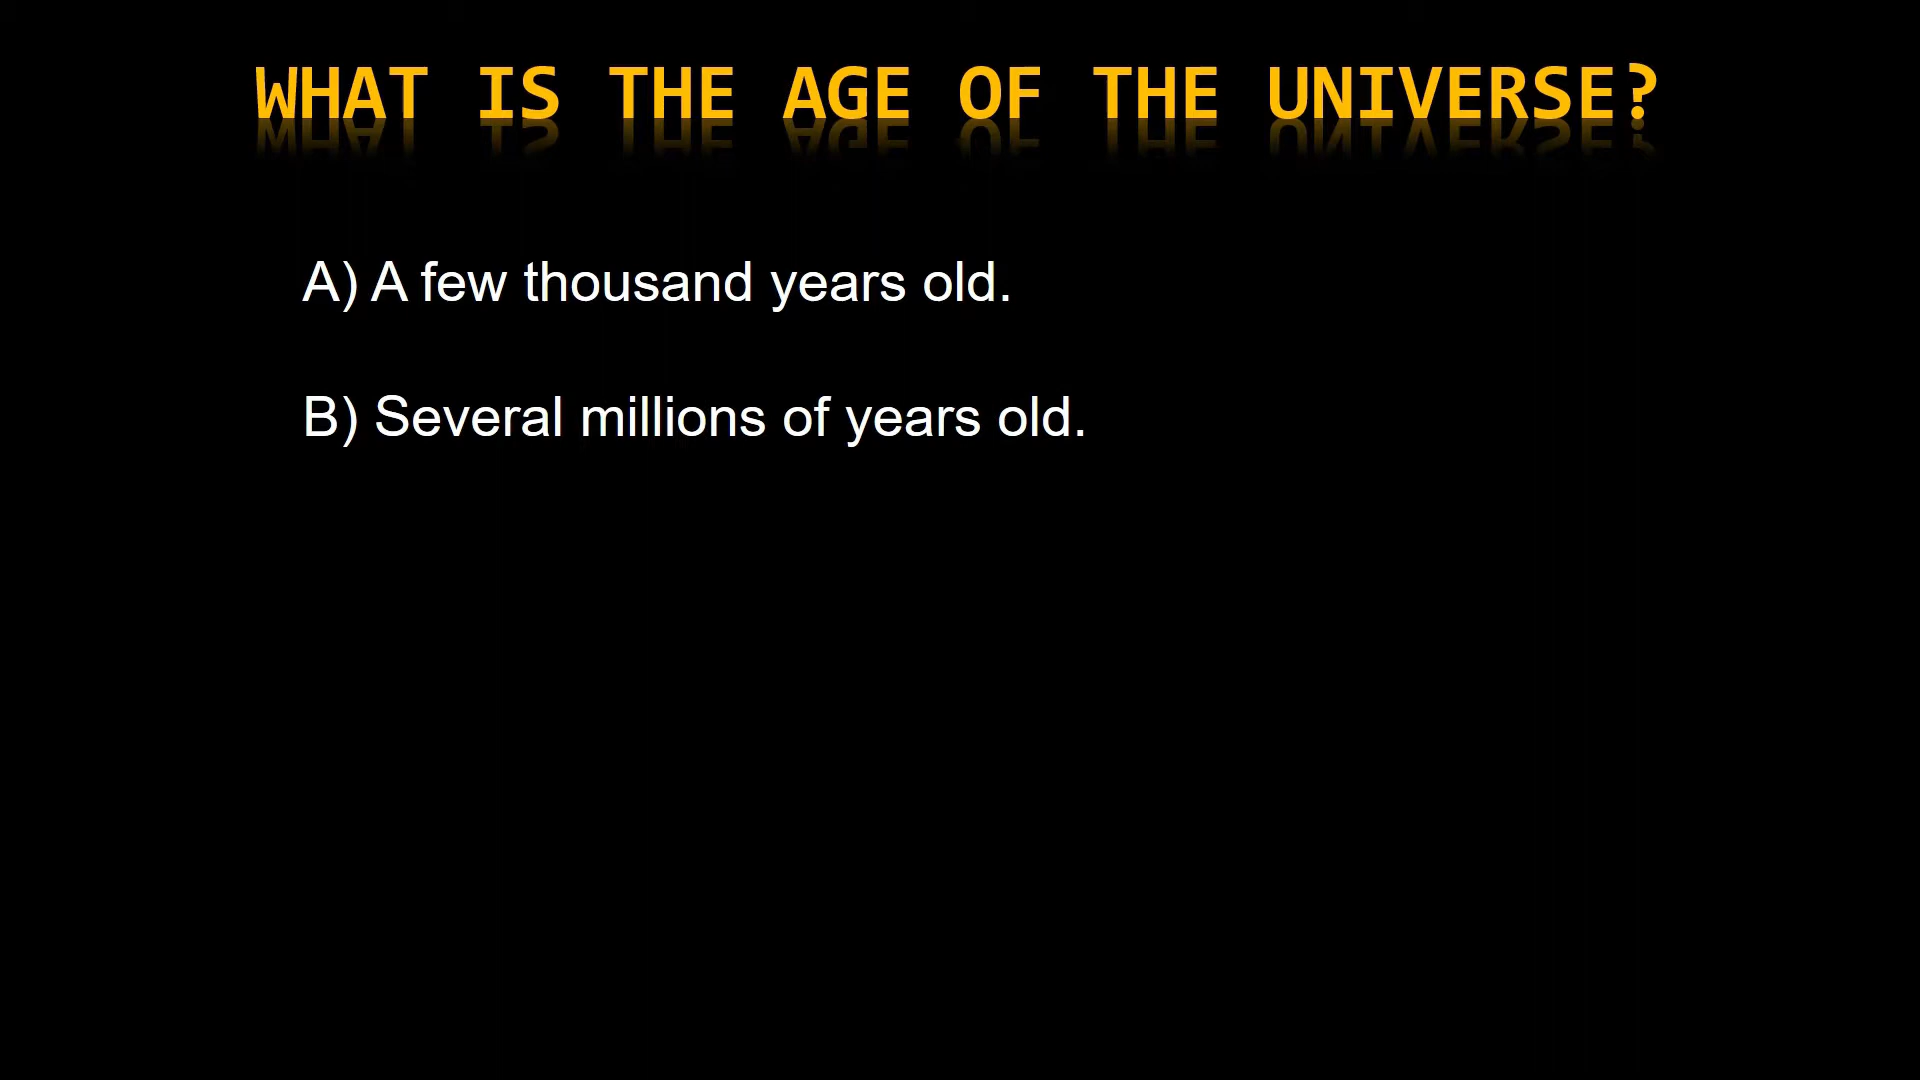 WHAT IS THE AGE OF THE UNIVERSE?
A) A few thousand years old.
B) Several millions of years old.